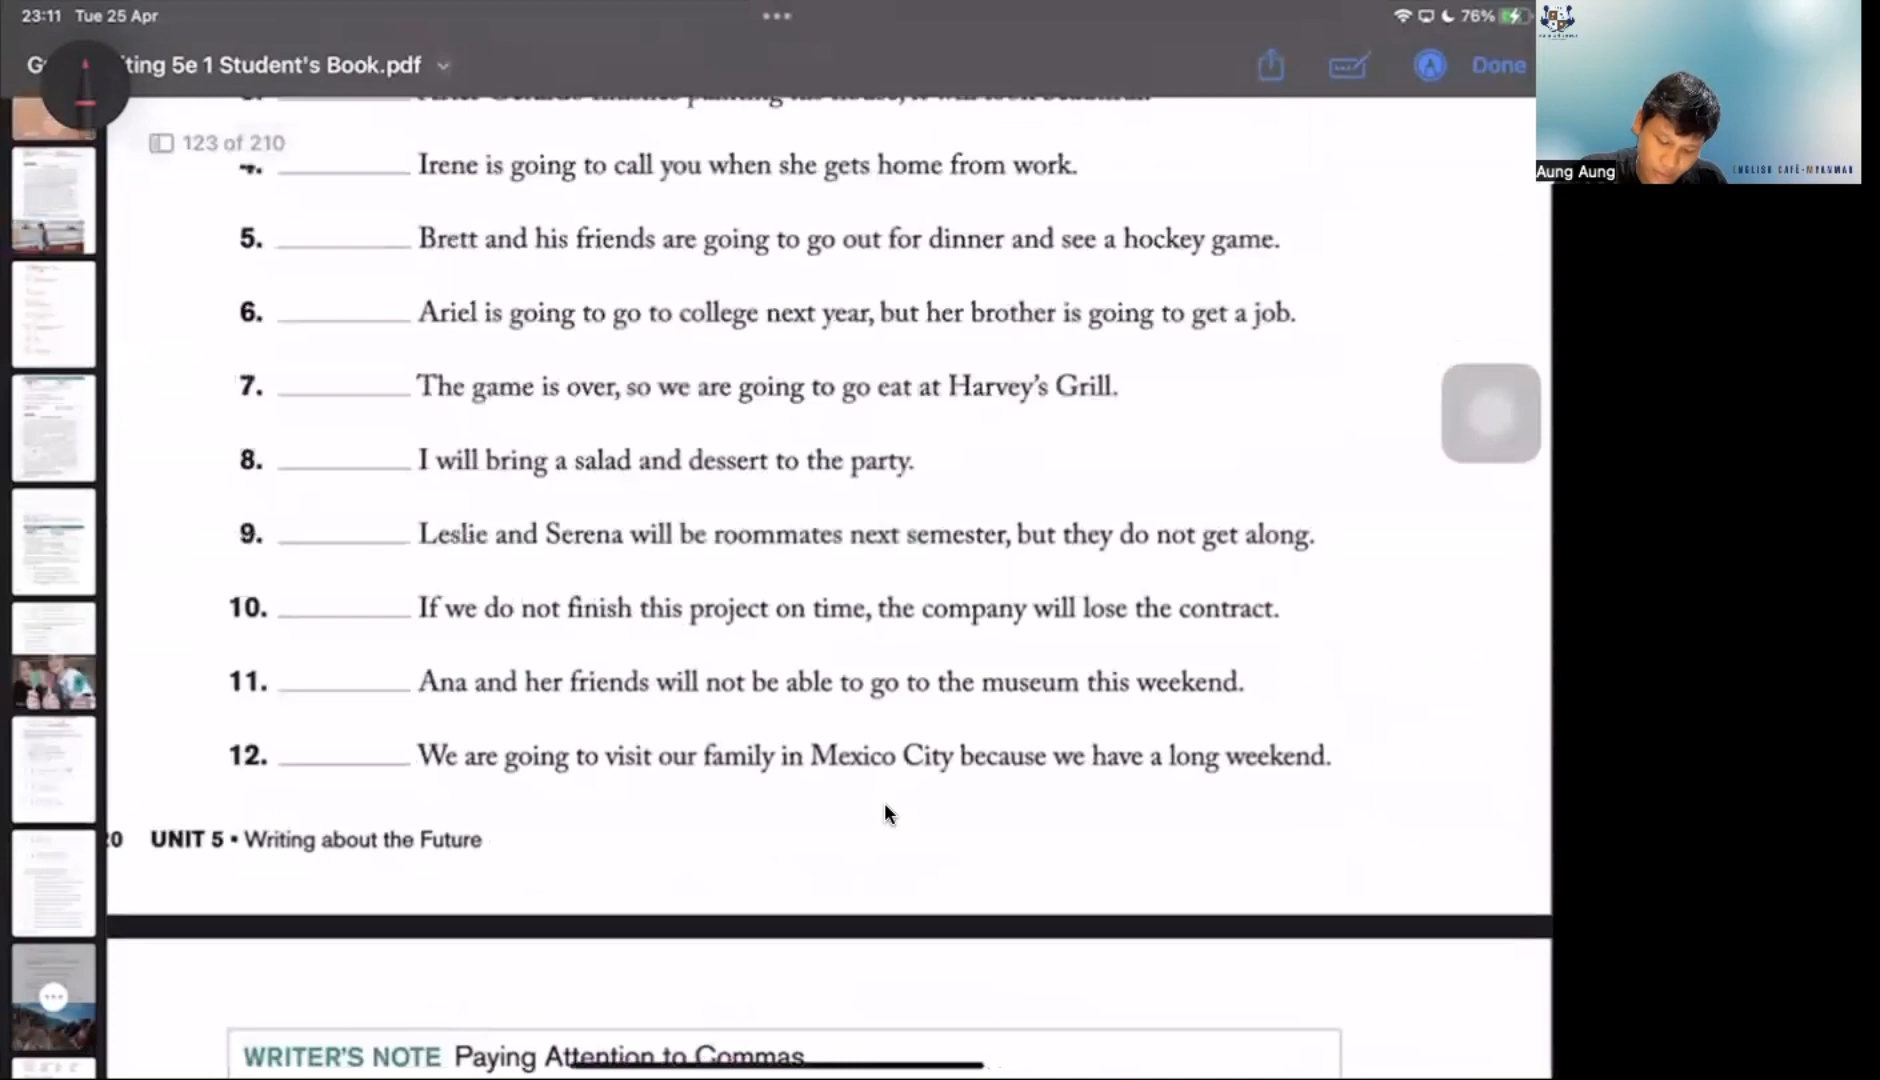 23:11 Tue 25 Apr
76%
ting 5e 1 Student's Book.pdf
Done
123 of 210
Aung Aung
ENGLISH CAFÉ-MYANMAR
4. Irene is going to call you when she gets home from work.
5. Brett and his friends are going to go out for dinner and see a hockey game.
6. Ariel is going to go to college next year, but her brother is going to get a job.
7. The game is over, so we are going to go eat at Harvey's Grill.
8. I will bring a salad and dessert to the party.
9. Leslie and Serena will be roommates next semester, but they do not get along.
10. If we do not finish this project on time, the company will lose the contract.
11. Ana and her friends will not be able to go to the museum this weekend.
12. We are going to visit our family in Mexico City because we have a long weekend.
20 UNIT 5 • Writing about the Future
WRITER'S NOTE Paying Attention to Commas